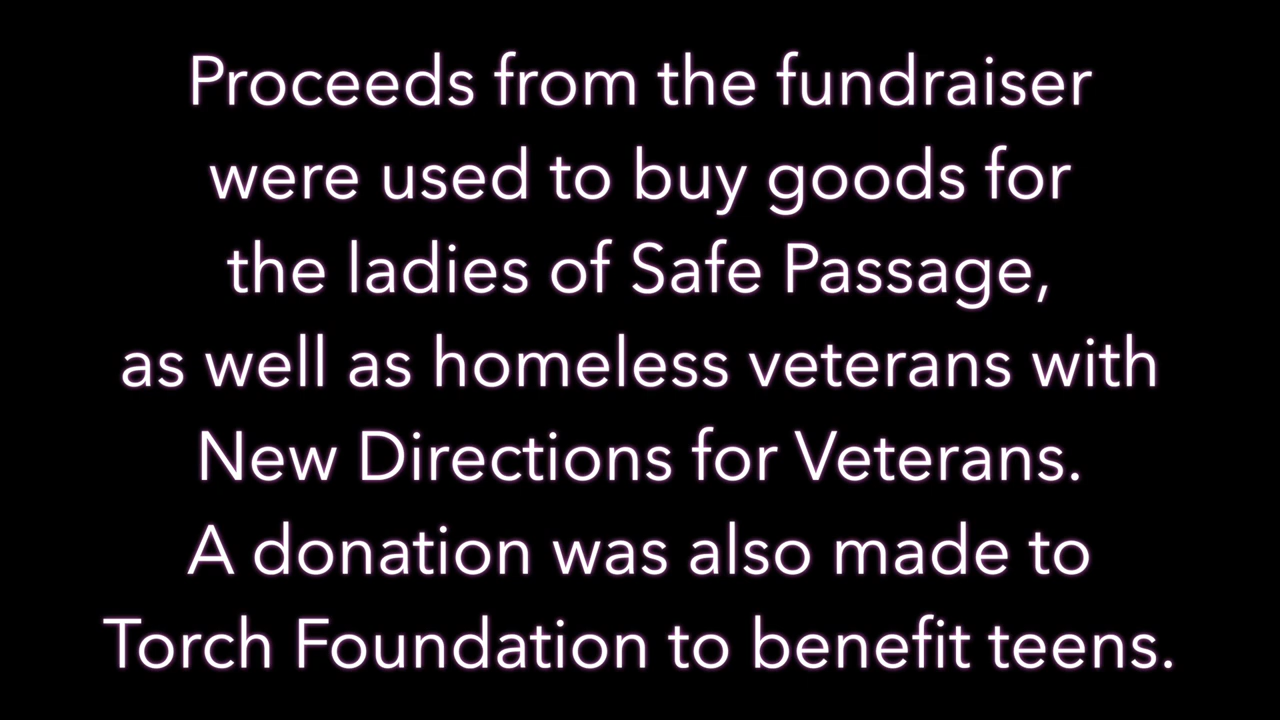 Proceeds from the fundraiser
were used to buy goods for
the ladies of Safe Passage,
as well as homeless veterans with
New Directions for Veterans.
A donation was also made to
Torch Foundation to benefit teens.